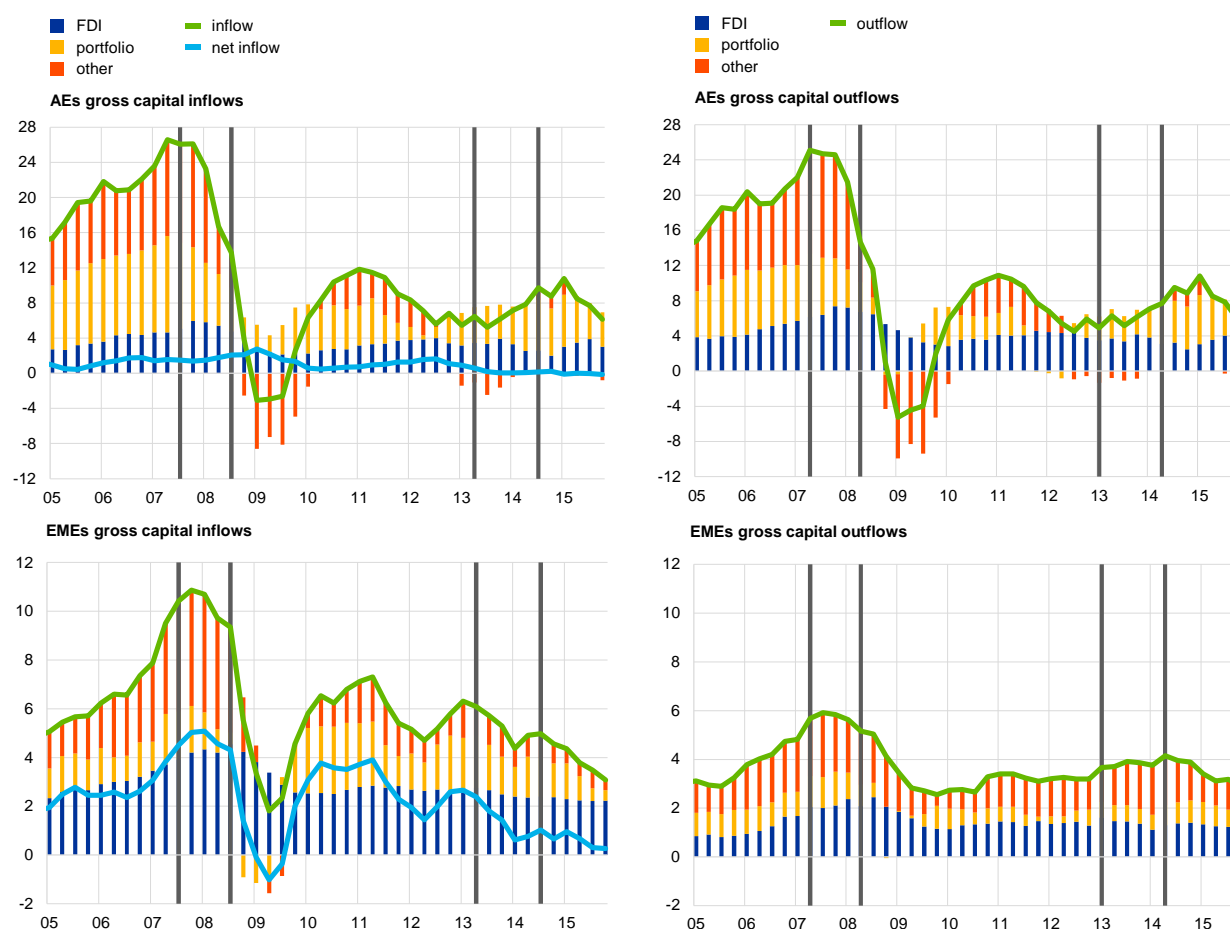 FDI
inflow
portfolio
net inflow
other
AEs gross capital inflows
28
24
20
16
12
8
4
0
-4
-8
-12
05 06 07 08 09 10 11 12 13 14 15
FDI
outflow
portfolio
other
AEs gross capital outflows
28
24
20
16
12
8
4
0
-4
-8
-12
05 06 07 08 09 10 11 12 13 14 15
EMEs gross capital inflows
12
10
8
6
4
2
0
-2
05 06 07 08 09 10 11 12 13 14 15
EMEs gross capital outflows
12
10
8
6
4
2
0
-2
05 06 07 08 09 10 11 12 13 14 15